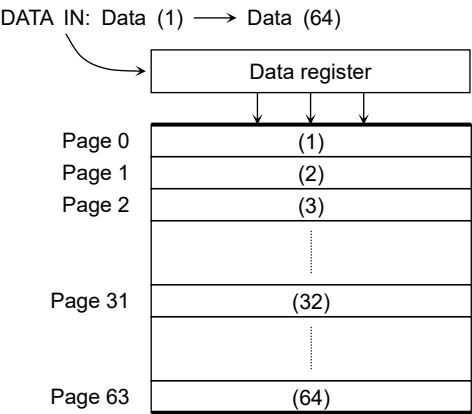 DATA IN: Data (1) → Data (64)
Data register
Page 0 (1)
Page 1 (2)
Page 2 (3)
Page 31 (32)
Page 63 (64)